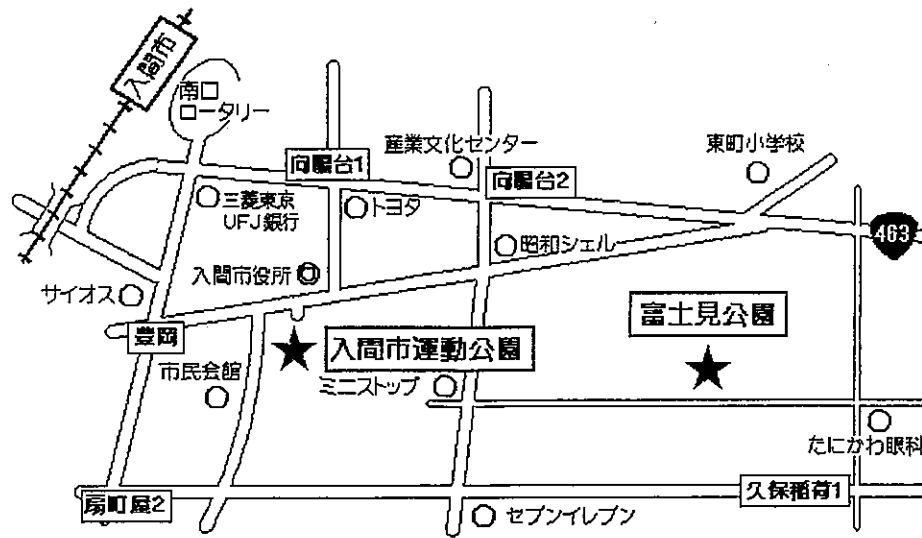 入間市
南口
ロータリー
向陽台1
産業文化センター
向陽台2
東町小学校
三菱東京
UFJ銀行
トヨタ
昭和シェル
463
入間市役所
サイオス
豊岡
入間市運動公園
富士見公園
市民会館
ミニストップ
たにかわ眼科
扇町屋2
久保稲荷1
セブンイレブン